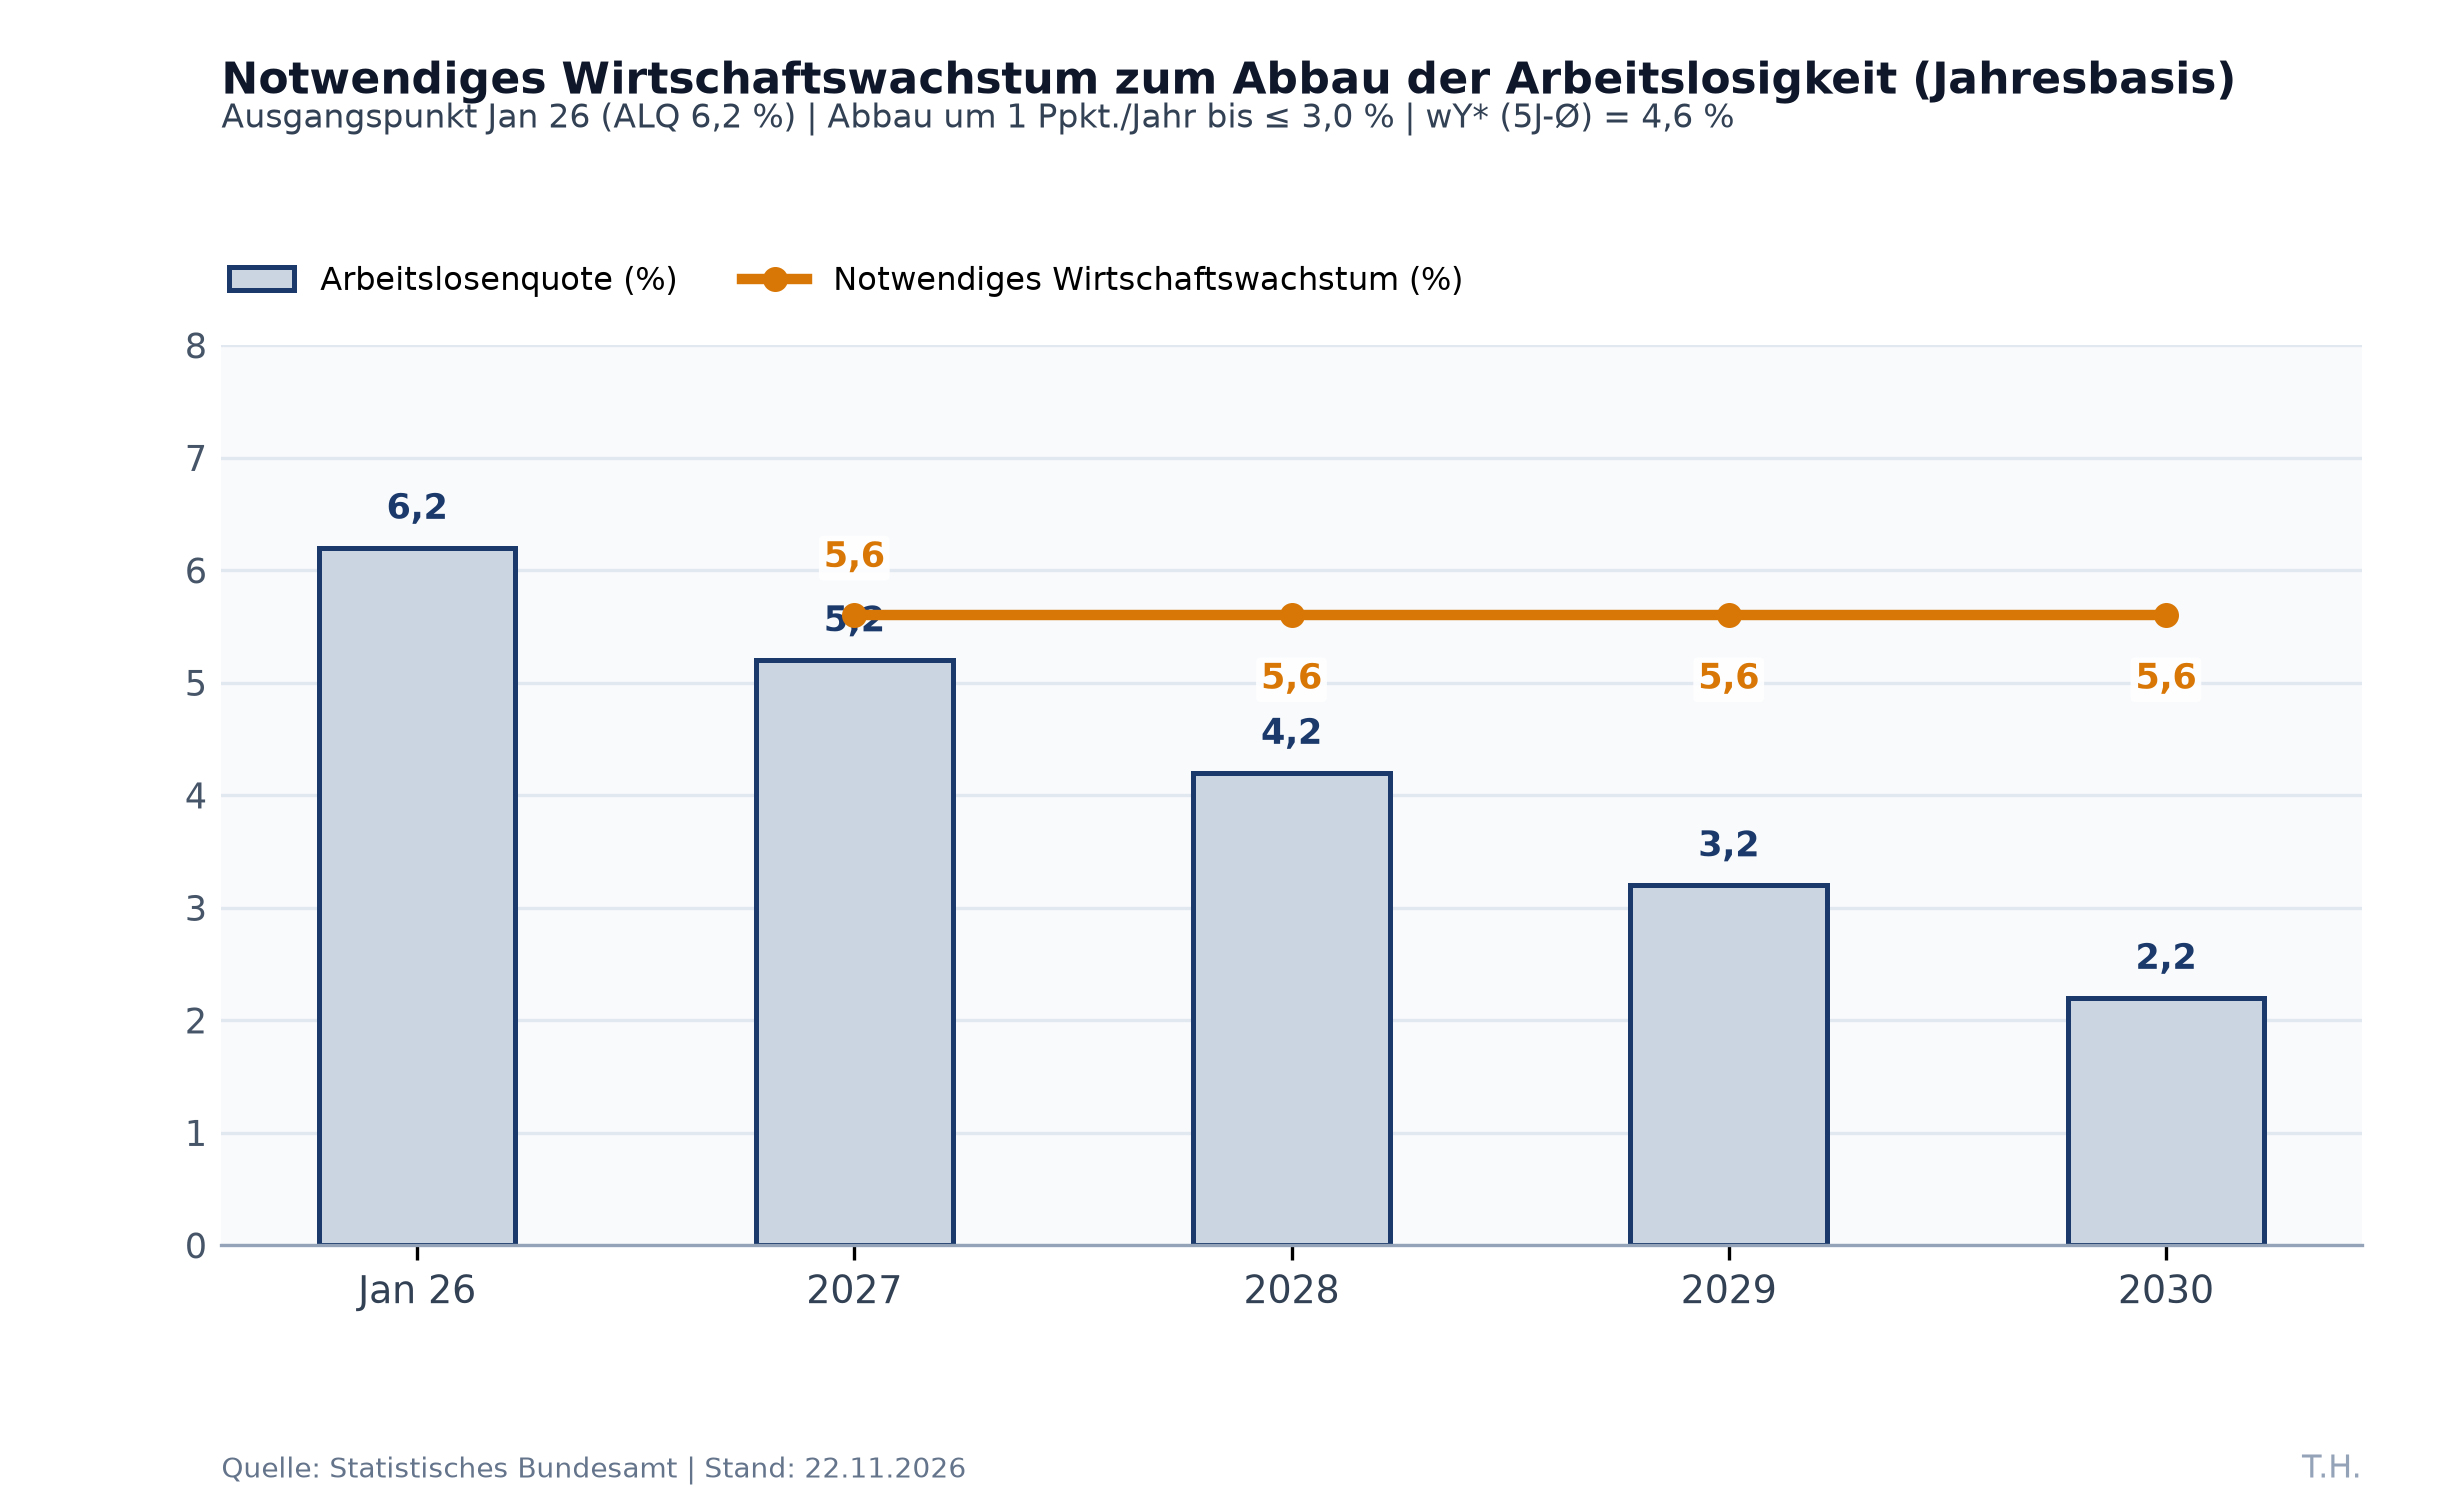 Notwendiges Wirtschaftswachstum zum Abbau der Arbeitslosigkeit (Jahresbasis)
Ausgangspunkt Jan 26 (ALQ 6,2 %) | Abbau um 1 Ppkt./Jahr bis ≤ 3,0 % | wY* (5J-Ø) = 4,6 %
Arbeitslosenquote (%) Notwendiges Wirtschaftswachstum (%)
8
7
6,2
5,6
6
5,2
5
5,6 5,6 5,6
4,2
4
3,2
3
2,2
2
1
0
Jan 26 2027 2028 2029 2030
Quelle: Statistisches Bundesamt | Stand: 22.11.2026 T.H.